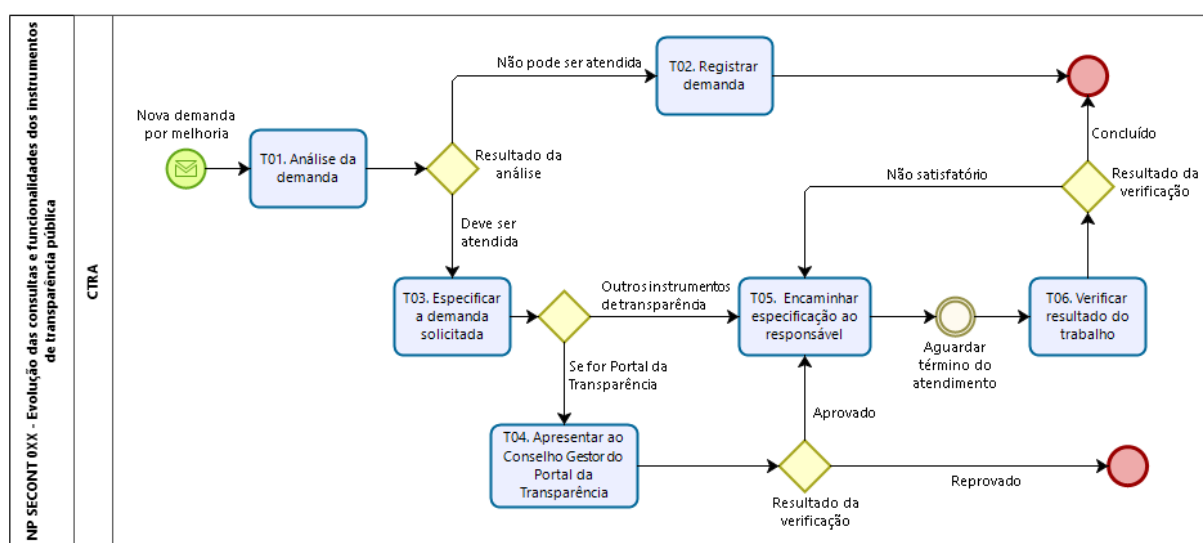 NP SECONT 0XX - Evolução das consultas e funcionalidades dos instrumentos
de transparência pública
CTRA
Nova demanda
por melhoria
T01. Análise da
demanda
Resultado da
análise
Não pode ser atendida
T02. Registrar
demanda
Deve ser
atendida
T03. Especificar
a demanda
solicitada
Outros instrumentos
de transparência
Se for Portal da
Transparência
T04. Apresentar ao
Conselho Gestor do
Portal da
Transparência
Resultado da
verificação
Aprovado
Reprovado
T05. Encaminhar
especificação ao
responsável
Aguardar
término do
atendimento
T06. Verificar
resultado do
trabalho
Resultado da
verificação
Não satisfatório
Concluído